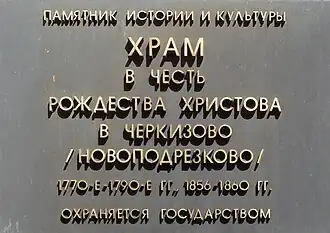 ПАМЯТНИК ИСТОРИИ И КУЛЬТУРЫ
ХРАМ
В ЧЕСТЬ
РОЖДЕСТВА ХРИСТОВА
В ЧЕРКИЗОВО
/НОВОПОДРЕЗКОВО/
1770-Е-1790-Е ГГ., 1856-1860 ГГ.
ОХРАНЯЕТСЯ ГОСУДАРСТВОМ